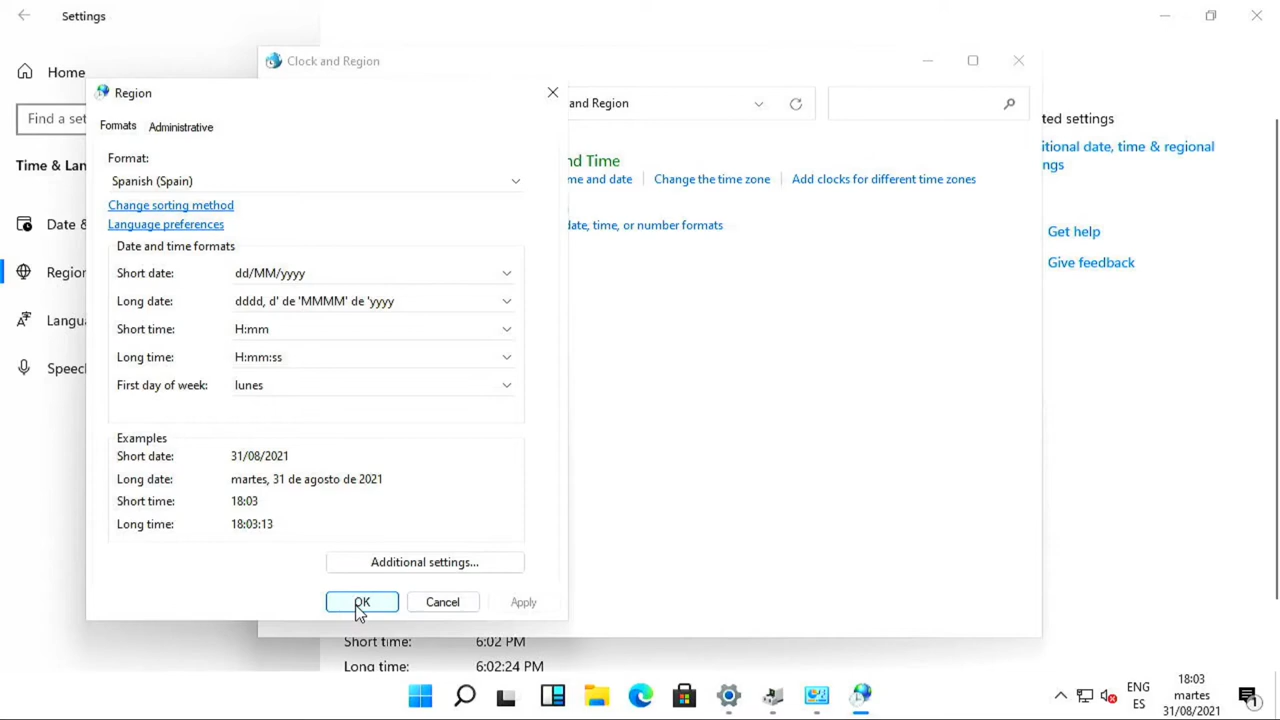 Settings
Clock and Region
Home
Region
and Region
Find a set
ted settings
Formats
Administrative
itional date, time & regional
ngs
Time & Lan
Format:
nd Time
Spanish (Spain)
me and date
Change the time zone
Add clocks for different time zones
Change sorting method
Language preferences
Date &
date, time, or number formats
Get help
Date and time formats
Give feedback
Short date:
dd/MM/yyyy
Region
Long date:
dddd, d' de 'MMMM' de 'yyyy
Langua
Short time:
H:mm
Long time:
H:mm:ss
Speec
First day of week:
lunes
Examples
Short date:
31/08/2021
Long date:
martes, 31 de agosto de 2021
Short time:
18:03
Long time:
18:03:13
Additional settings...
OK
Cancel
Apply
Short time:
6:02 PM
Long time:
6:02:24 PM
ENG
ES
18:03
martes
31/08/2021
1